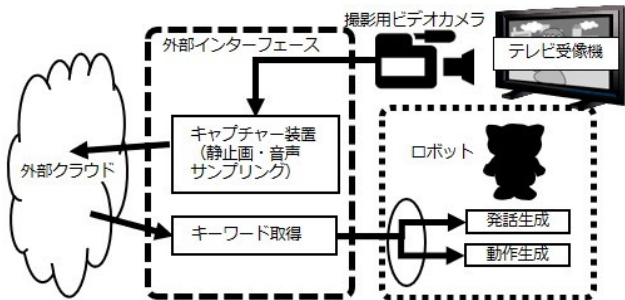 撮影用ビデオカメラ
外部インターフェース
テレビ受像機
キャプチャー装置
（静止画・音声
サンプリング）
ロボット
外部クラウド
キーワード取得
発話生成
動作生成